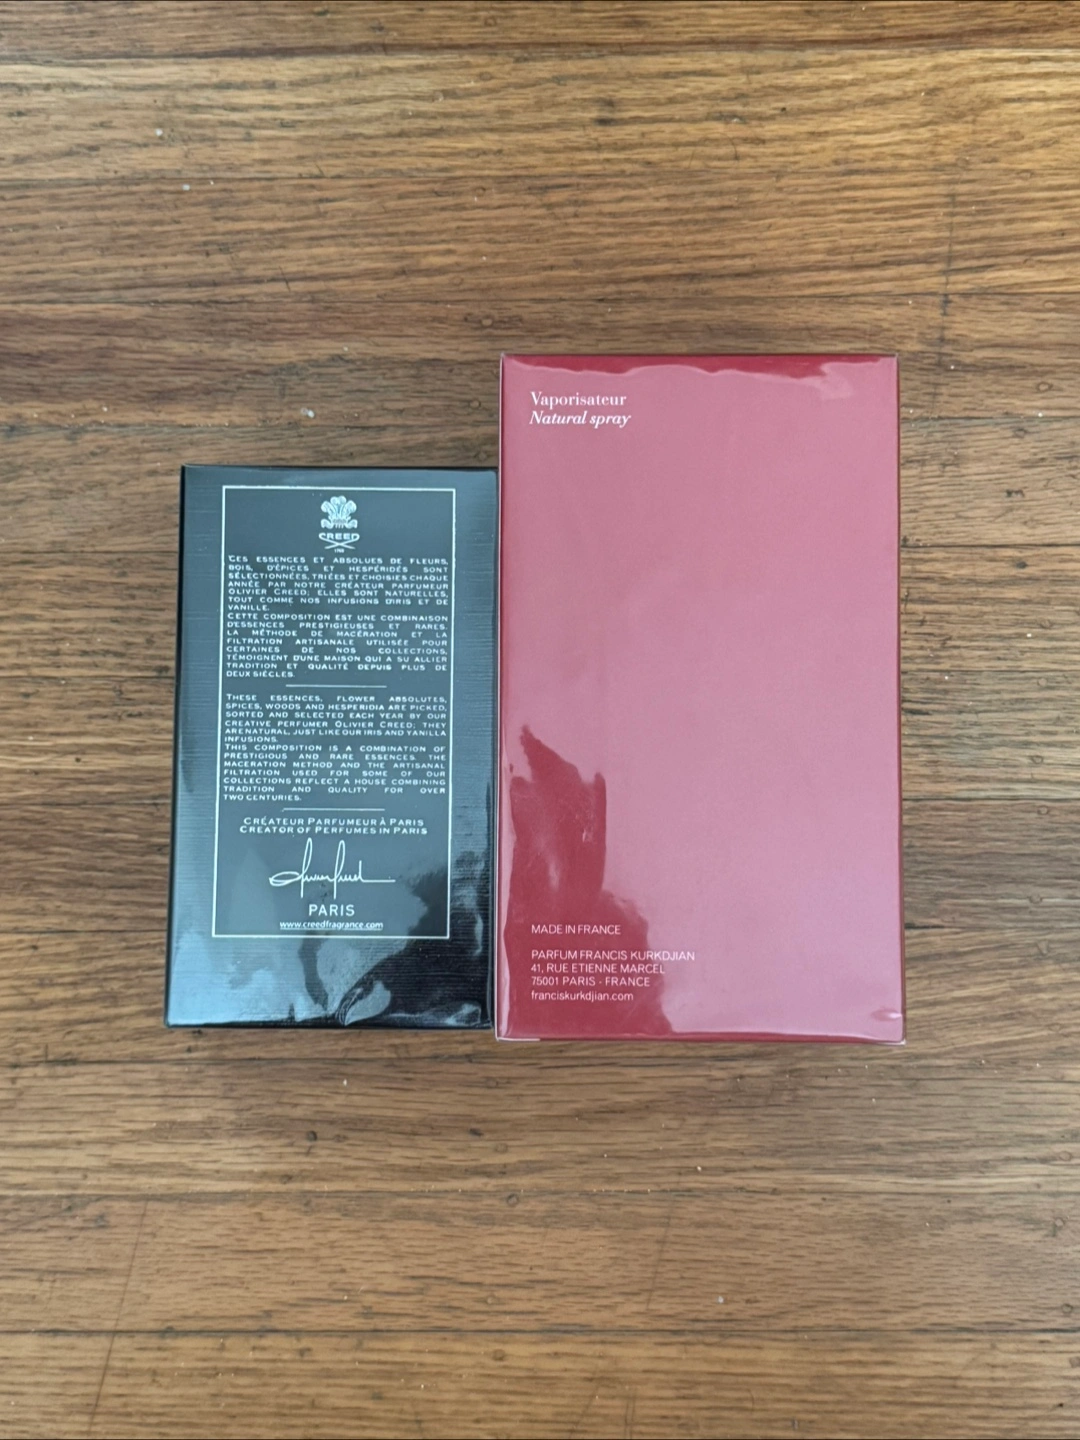 CREED
1760
CES ESSENCES ET ABSOLUES DE FLEURS,
BOIS, D'ÉPICES ET HESPÉRIDÉS SONT
SÉLECTIONNÉES, TRIÉES ET CHOISIES CHAQUE
ANNÉE PAR NOTRE CRÉATEUR PARFUMEUR
OLIVIER CREED; ELLES SONT NATURELLES,
TOUT COMME NOS INFUSIONS D'IRIS ET DE
VANILLE.
CETTE COMPOSITION EST UNE COMBINAISON
D'ESSENCES PRESTIGIEUSES ET RARES.
LA MÉTHODE DE MACÉRATION ET LA
FILTRATION ARTISANALE UTILISÉE POUR
CERTAINES DE NOS COLLECTIONS,
TÉMOIGNENT D'UNE MAISON QUI A SU ALLIER
TRADITION ET QUALITÉ DEPUIS PLUS DE
DEUX SIÈCLES.
THESE ESSENCES, FLOWER ABSOLUTES,
SPICES, WOODS AND HESPERIDIA ARE PICKED,
SORTED AND SELECTED EACH YEAR BY OUR
CREATIVE PERFUMER OLIVIER CREED; THEY
ARE NATURAL, JUST LIKE OUR IRIS AND VANILLA
INFUSIONS.
THIS COMPOSITION IS A COMBINATION OF
PRESTIGIOUS AND RARE ESSENCES. THE
MACERATION METHOD AND THE ARTISANAL
FILTRATION USED FOR SOME OF OUR
COLLECTIONS REFLECT A HOUSE COMBINING
TRADITION AND QUALITY FOR OVER
TWO CENTURIES.
CRÉATEUR PARFUMEUR À PARIS
CREATOR OF PERFUMES IN PARIS
PARIS
www.creedfragrance.com
Vaporisateur
Natural spray
MADE IN FRANCE
PARFUM FRANCIS KURKDJIAN
41, RUE ETIENNE MARCEL
75001 PARIS - FRANCE
franciskurkdjian.com